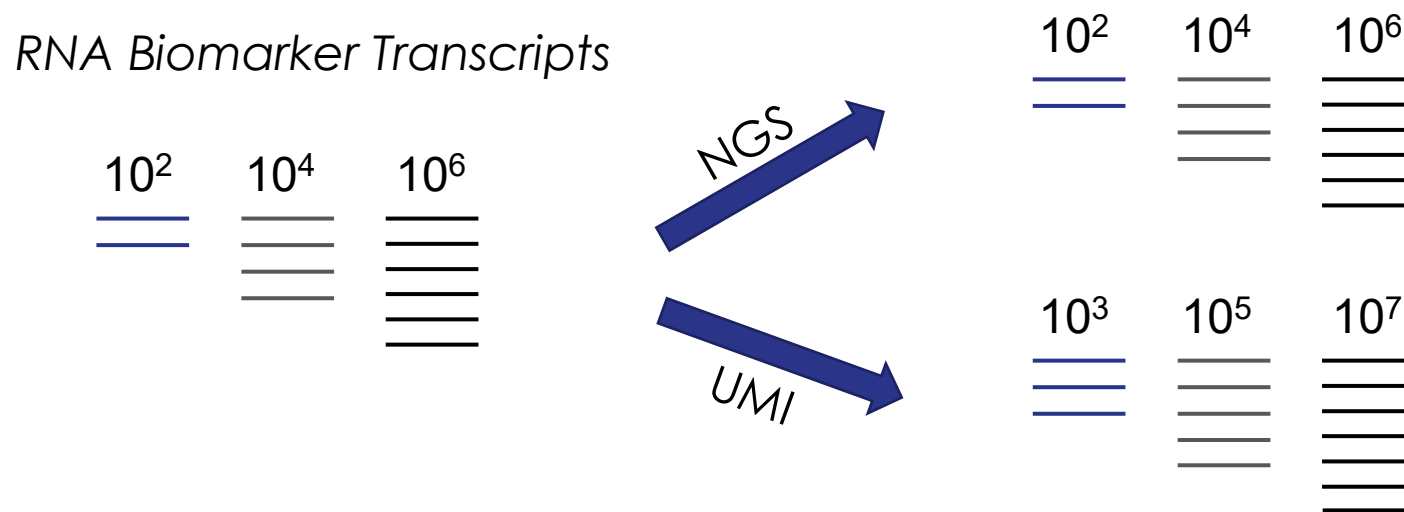 RNA Biomarker Transcripts
10² 10⁴ 10⁶
NGS
10² 10⁴ 10⁶
UMI
10³ 10⁵ 10⁷